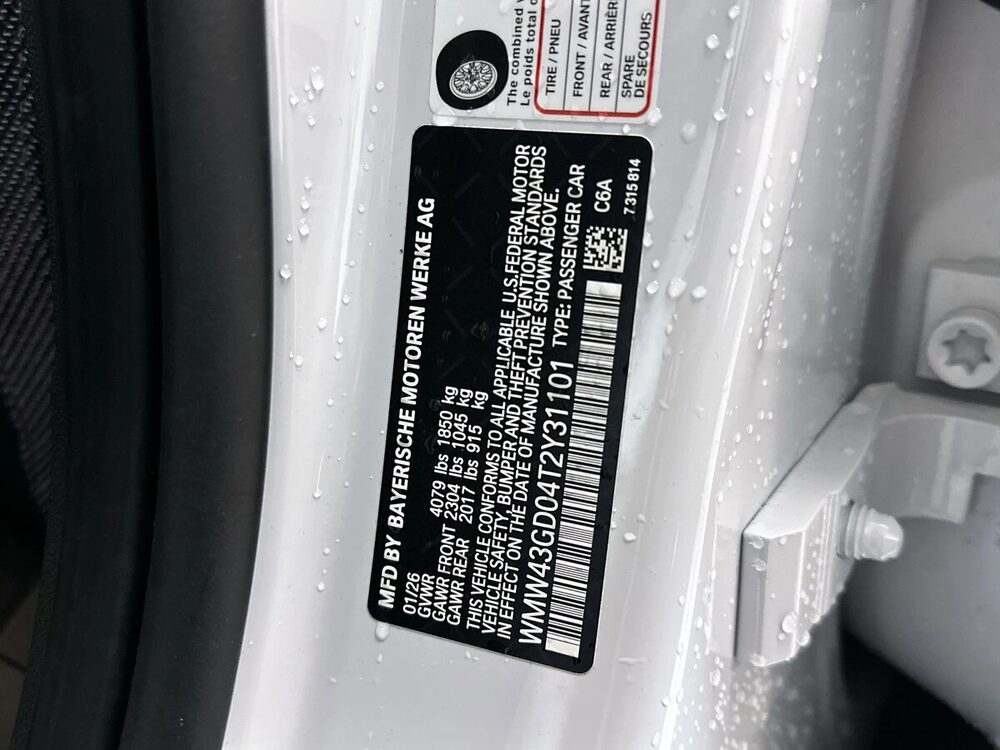 The combined
Le poids total
TIRE / PNEU
FRONT / AVANT
REAR / ARRIÈRE
SPARE
DE SECOURS
MFD BY BAYERISCHE MOTOREN WERKE AG
01/26
GVWR 4079 lbs 1850 kg
GAWR FRONT 2304 lbs 1045 kg
GAWR REAR 2017 lbs 915 kg
THIS VEHICLE CONFORMS TO ALL APPLICABLE U.S.FEDERAL MOTOR
VEHICLE SAFETY, BUMPER AND THEFT PREVENTION STANDARDS
IN EFFECT ON THE DATE OF MANUFACTURE SHOWN ABOVE.
WMW43GD04T2Y31101 TYPE: PASSENGER CAR
C6A
7 315 814